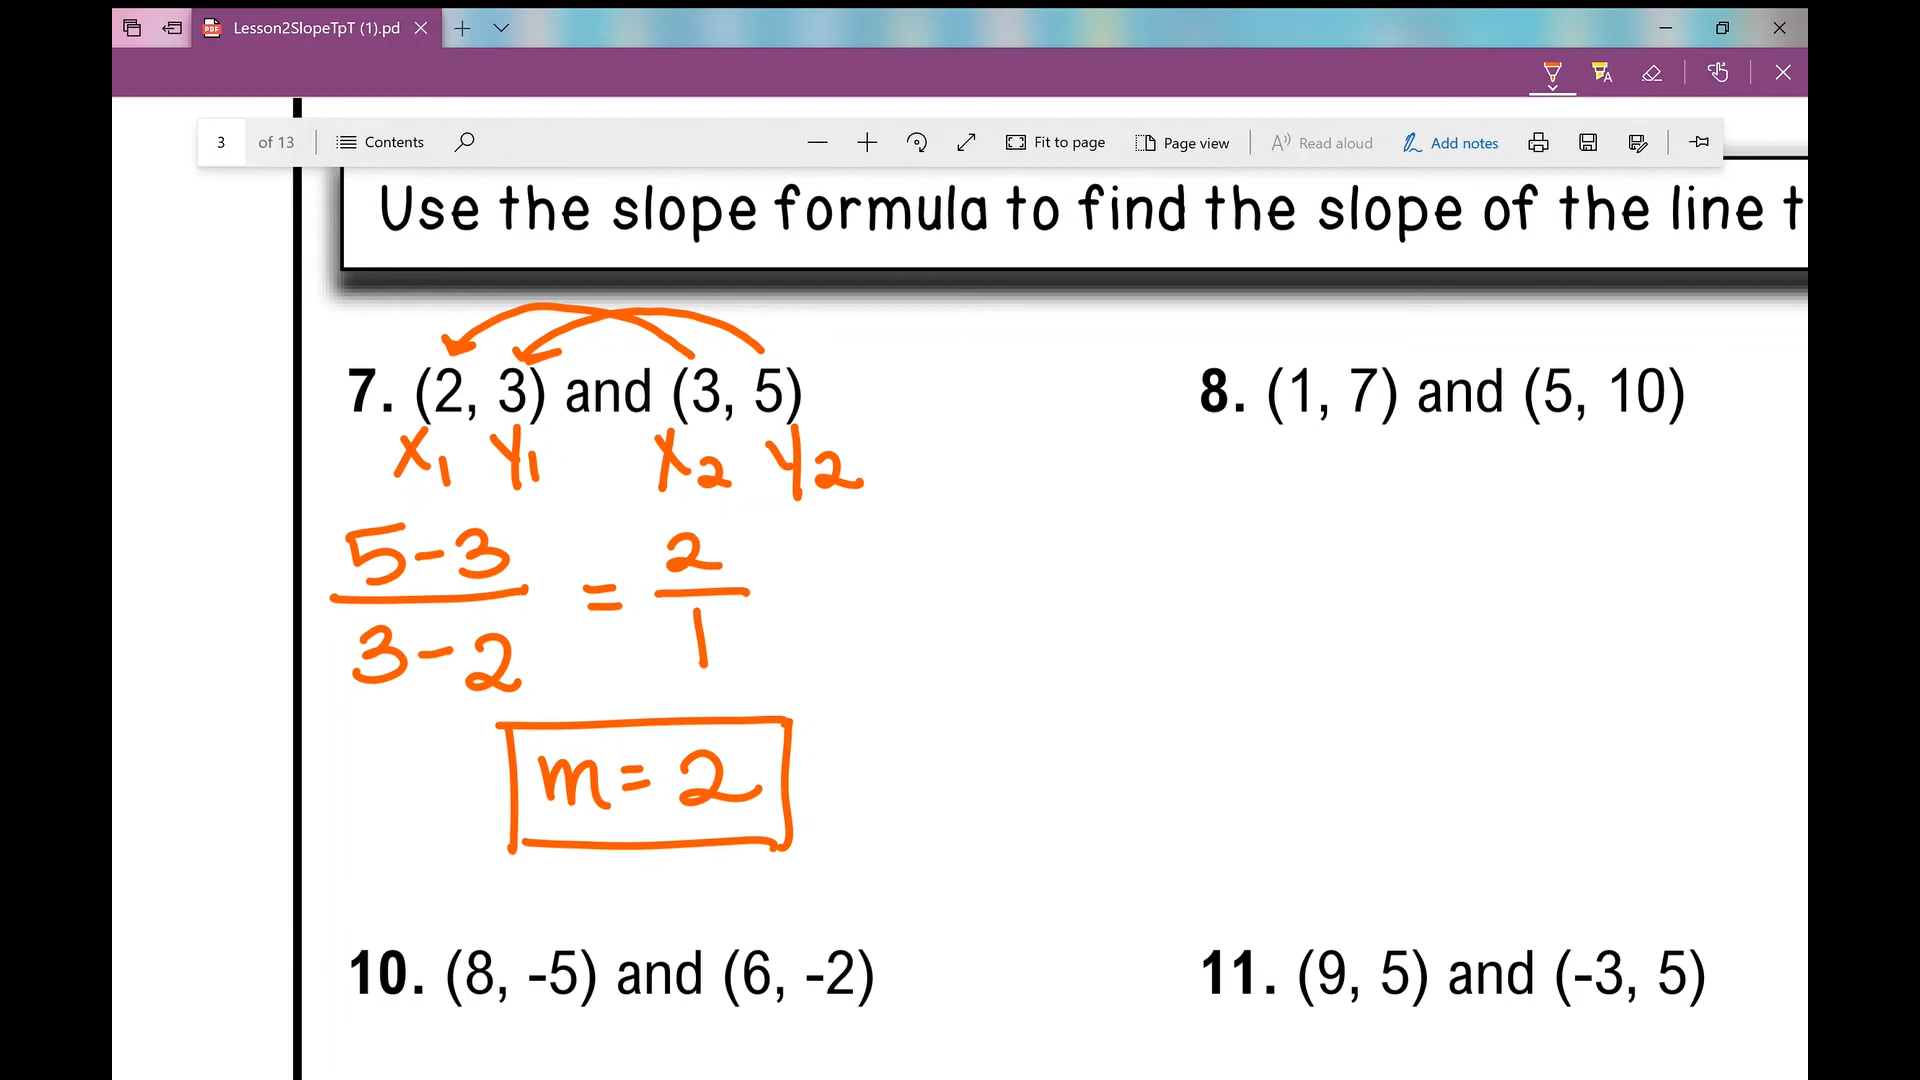 Lesson2SlopeTpT (1).pd
3 of 13 Contents Fit to page Page view Read aloud Add notes
Use the slope formula to find the slope of the line t
7. (2, 3) and (3, 5)
x₁ y₁ x₂ y₂
5-3
3-2
=
2
1
m=2
8. (1, 7) and (5, 10)
10. (8, -5) and (6, -2)
11. (9, 5) and (-3, 5)